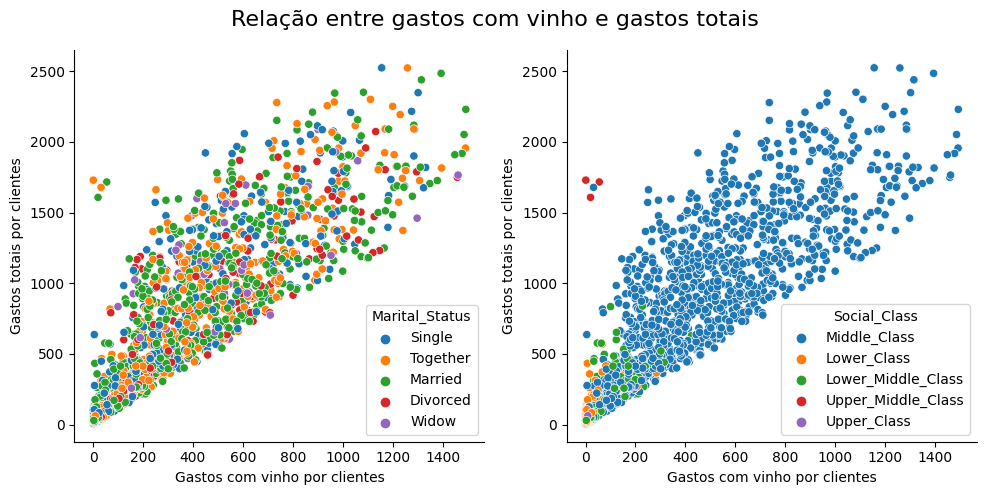 Relação entre gastos com vinho e gastos totais
Gastos totais por clientes
2500
2000
1500
1000
500
0
0 200 400 600 800 1000 1200 1400
Gastos com vinho por clientes
Marital_Status
Single
Together
Married
Divorced
Widow
Gastos totais por clientes
2500
2000
1500
1000
500
0
0 200 400 600 800 1000 1200 1400
Gastos com vinho por clientes
Social_Class
Middle_Class
Lower_Class
Lower_Middle_Class
Upper_Middle_Class
Upper_Class